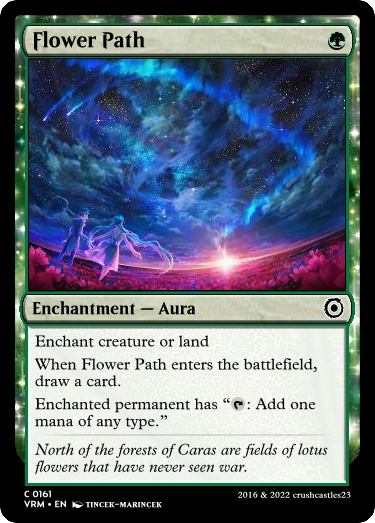 Flower Path
Enchantment — Aura
Enchant creature or land
When Flower Path enters the battlefield,
draw a card.
Enchanted permanent has “: Add one
mana of any type.”
North of the forests of Caras are fields of lotus
flowers that have never seen war.
C 0161
VRM • EN TINCEK-MARINCEK
2016 & 2022 crushcastles23